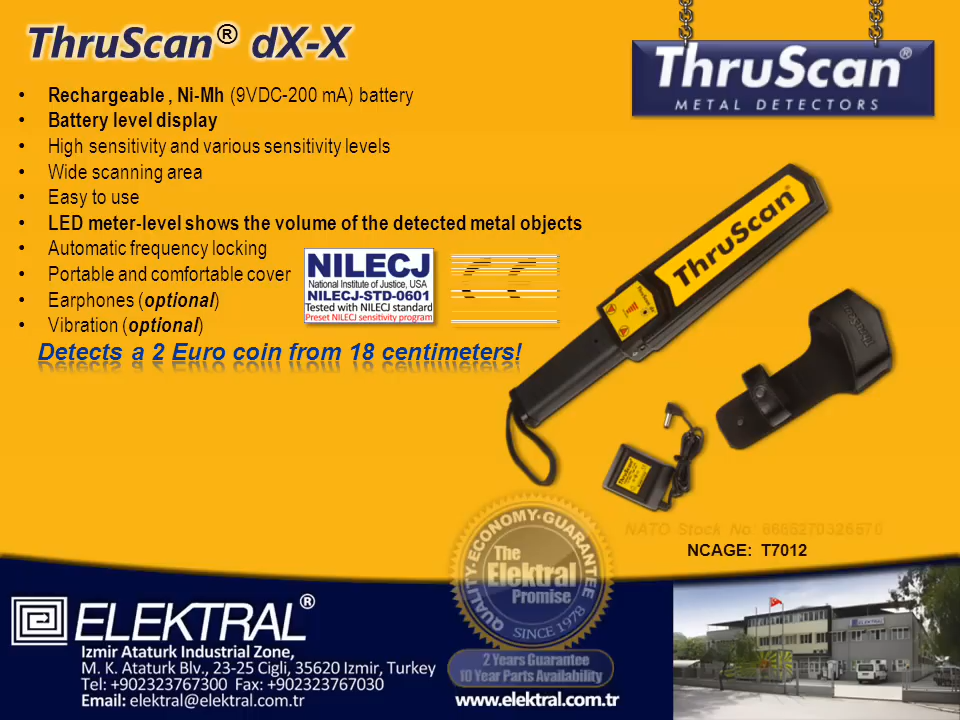 ThruScan® dX-X
ThruScan®
METAL DETECTORS
• Rechargeable , Ni-Mh (9VDC-200 mA) battery
• Battery level display
• High sensitivity and various sensitivity levels
• Wide scanning area
• Easy to use
• LED meter-level shows the volume of the detected metal objects
• Automatic frequency locking
• Portable and comfortable cover
• Earphones (optional)
• Vibration (optional)
NILECJ
National Institute of Justice, USA
NILECJ-STD-0601
Tested with NILECJ standard
Preset NILECJ sensitivity program
CE
Detects a 2 Euro coin from 18 centimeters!
ThruScan®
ThruScan
NATO Stock No
NCAGE: T7012
QUALITY·ECONOMY·GUARANTEE
The
Elektral
Promise
SINCE 1978
2 Years Guarantee
10 Year Parts Availability
www.elektral.com.tr
ELEKTRAL®
Izmir Ataturk Industrial Zone,
M. K. Ataturk Blv., 23-25 Cigli, 35620 Izmir, Turkey
Tel: +902323767300 Fax: +902323767030
Email: elektral@elektral.com.tr
ELEKTRAL